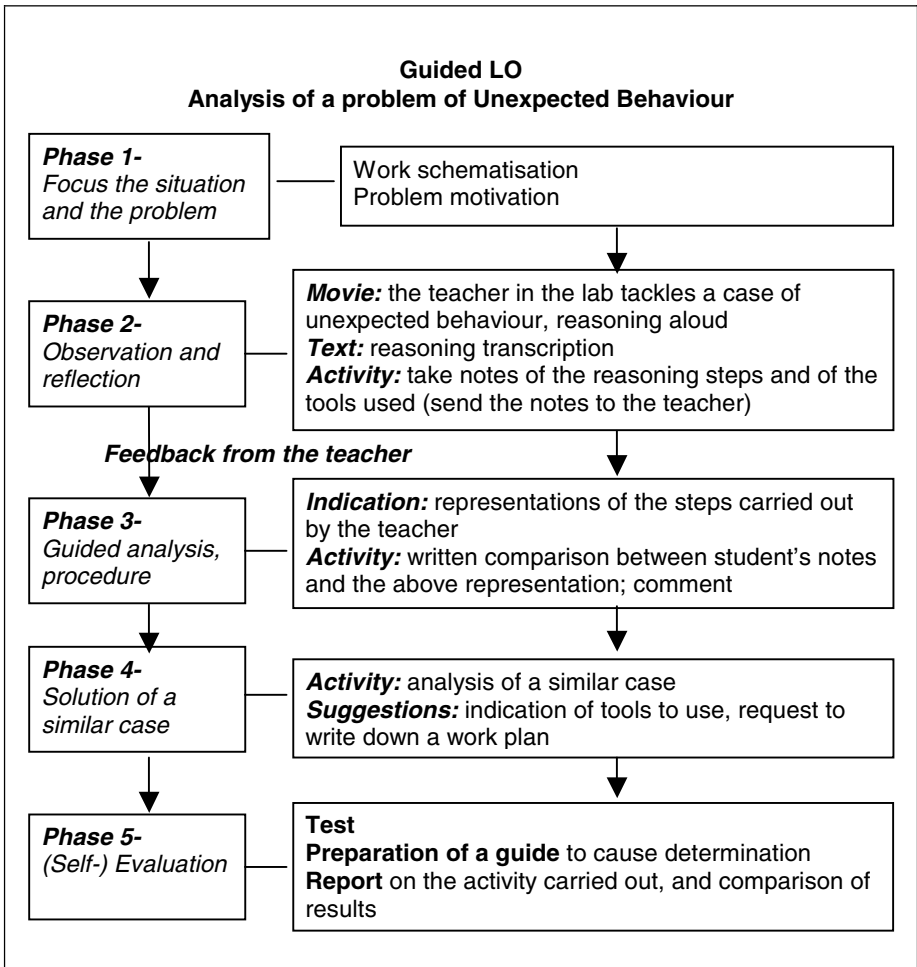 Guided LO
Analysis of a problem of Unexpected Behaviour
Phase 1-
Focus the situation
and the problem
Work schematisation
Problem motivation
Phase 2-
Observation and
reflection
Movie: the teacher in the lab tackles a case of
unexpected behaviour, reasoning aloud
Text: reasoning transcription
Activity: take notes of the reasoning steps and of the
tools used (send the notes to the teacher)
Feedback from the teacher
Phase 3-
Guided analysis,
procedure
Indication: representations of the steps carried out
by the teacher
Activity: written comparison between student's notes
and the above representation; comment
Phase 4-
Solution of a
similar case
Activity: analysis of a similar case
Suggestions: indication of tools to use, request to
write down a work plan
Phase 5-
(Self-) Evaluation
Test
Preparation of a guide to cause determination
Report on the activity carried out, and comparison of
results